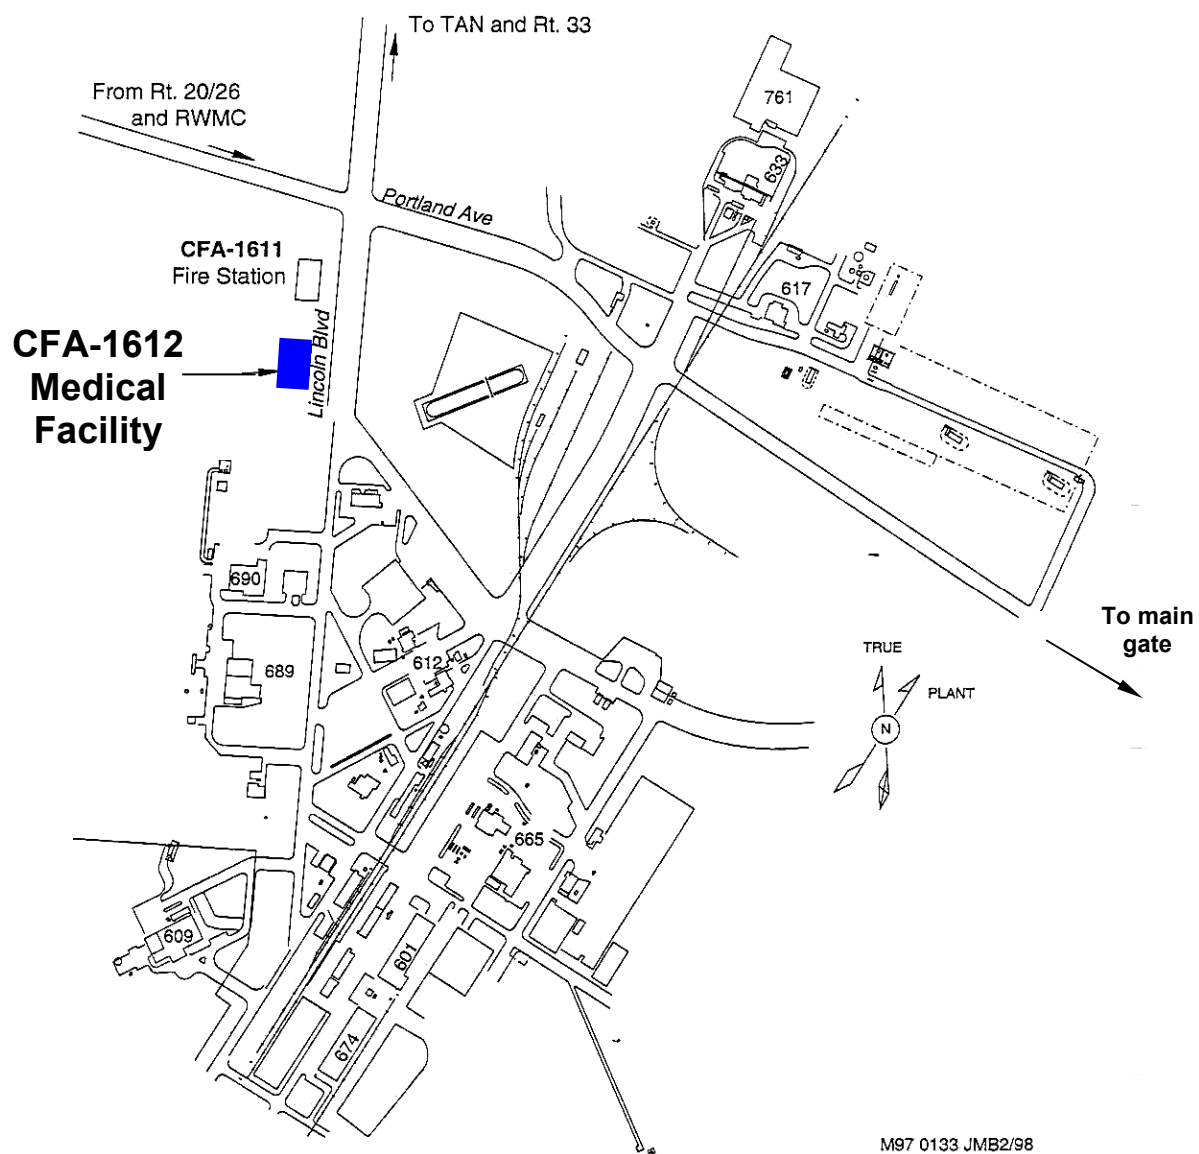 To TAN and Rt. 33
From Rt. 20/26
and RWMC
761
633
Portland Ave
CFA-1611
Fire Station
617
CFA-1612
Medical
Facility
Lincoln Blvd
690
To main
gate
TRUE
PLANT
N
612
689
665
609
601
674
M97 0133 JMB2/98